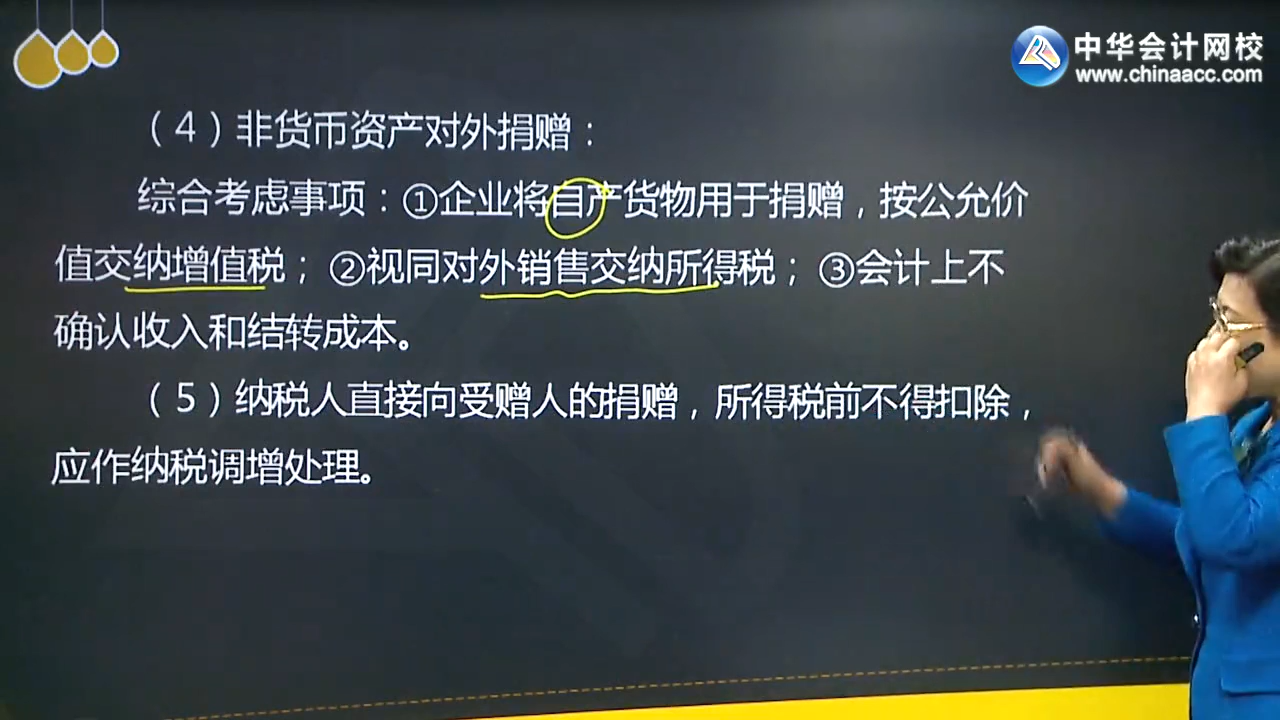 中华会计网校
www.chinaacc.com
（4）非货币资产对外捐赠：
综合考虑事项：①企业将自产货物用于捐赠，按公允价
值交纳增值税；②视同对外销售交纳所得税；③会计上不
确认收入和结转成本。
（5）纳税人直接向受赠人的捐赠，所得税前不得扣除，
应作纳税调增处理。